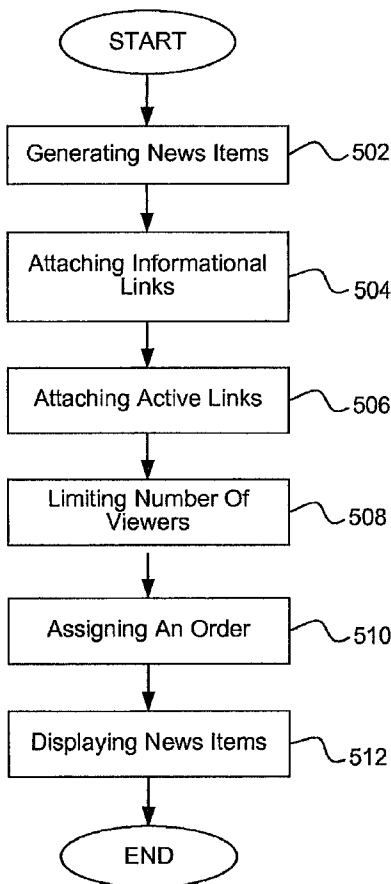 START
Generating News Items
502
Attaching Informational
Links
504
Attaching Active Links
506
Limiting Number Of
Viewers
508
Assigning An Order
510
Displaying News Items
512
END